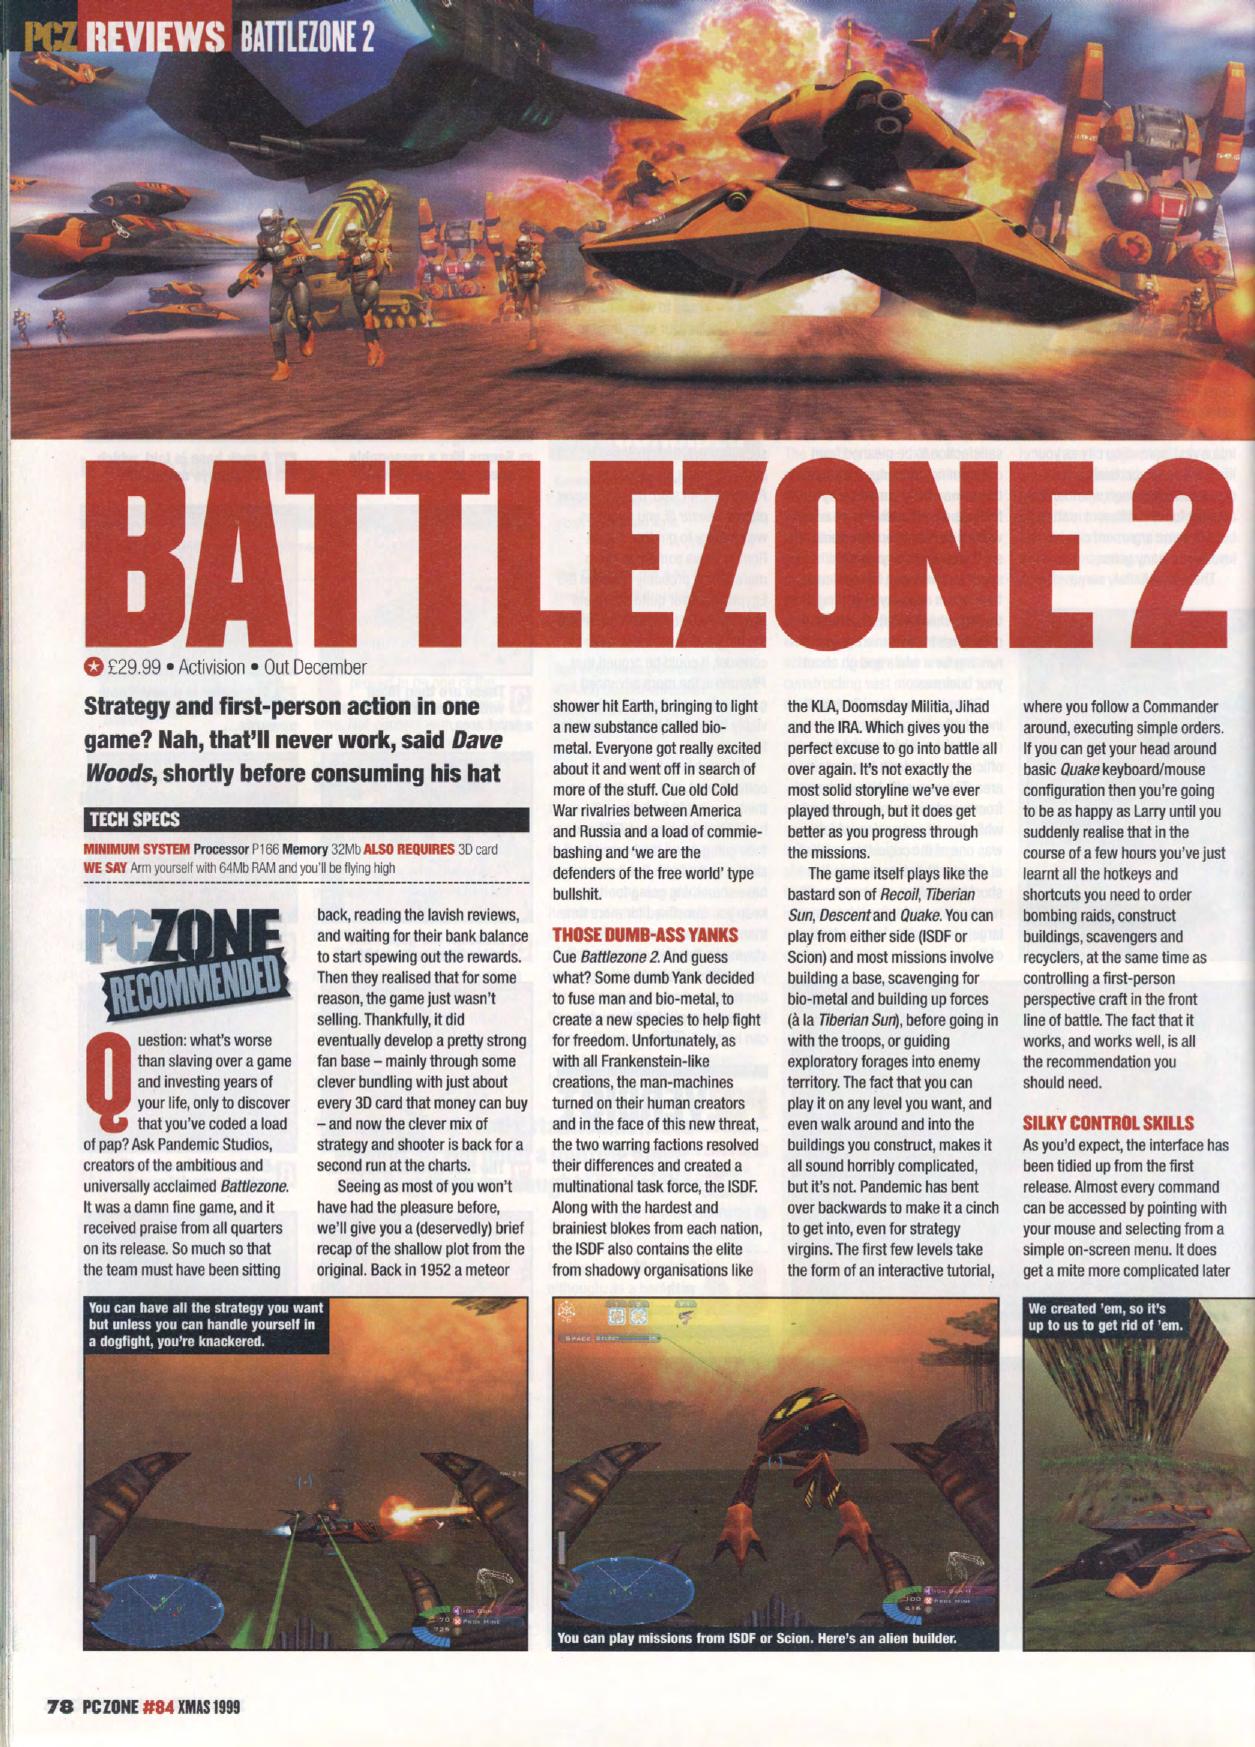 PCZ REVIEWS BATTLEZONE 2
BATTLEZONE 2
£29.99 • Activision • Out December
Strategy and first-person action in one
game? Nah, that'll never work, said Dave
Woods, shortly before consuming his hat
TECH SPECS
MINIMUM SYSTEM Processor P166 Memory 32Mb ALSO REQUIRES 3D card
WE SAY Arm yourself with 64Mb RAM and you'll be flying high
PCZONE
RECOMMENDED
Question: what's worse
than slaving over a game
and investing years of
your life, only to discover
that you've coded a load
of pap? Ask Pandemic Studios,
creators of the ambitious and
universally acclaimed Battlezone.
It was a damn fine game, and it
received praise from all quarters
on its release. So much so that
the team must have been sitting
back, reading the lavish reviews,
and waiting for their bank balance
to start spewing out the rewards.
Then they realised that for some
reason, the game just wasn't
selling. Thankfully, it did
eventually develop a pretty strong
fan base – mainly through some
clever bundling with just about
every 3D card that money can buy
– and now the clever mix of
strategy and shooter is back for a
second run at the charts.
Seeing as most of you won't
have had the pleasure before,
we'll give you a (deservedly) brief
recap of the shallow plot from the
original. Back in 1952 a meteor
shower hit Earth, bringing to light
a new substance called bio-
metal. Everyone got really excited
about it and went off in search of
more of the stuff. Cue old Cold
War rivalries between America
and Russia and a load of commie-
bashing and 'we are the
defenders of the free world' type
bullshit.
THOSE DUMB-ASS YANKS
Cue Battlezone 2. And guess
what? Some dumb Yank decided
to fuse man and bio-metal, to
create a new species to help fight
for freedom. Unfortunately, as
with all Frankenstein-like
creations, the man-machines
turned on their human creators
and in the face of this new threat,
the two warring factions resolved
their differences and created a
multinational task force, the ISDF.
Along with the hardest and
brainiest blokes from each nation,
the ISDF also contains the elite
from shadowy organisations like
the KLA, Doomsday Militia, Jihad
and the IRA. Which gives you the
perfect excuse to go into battle all
over again. It's not exactly the
most solid storyline we've ever
played through, but it does get
better as you progress through
the missions.
The game itself plays like the
bastard son of Recoil, Tiberian
Sun, Descent and Quake. You can
play from either side (ISDF or
Scion) and most missions involve
building a base, scavenging for
bio-metal and building up forces
(à la Tiberian Sun), before going in
with the troops, or guiding
exploratory forages into enemy
territory. The fact that you can
play it on any level you want, and
even walk around and into the
buildings you construct, makes it
all sound horribly complicated,
but it's not. Pandemic has bent
over backwards to make it a cinch
to get into, even for strategy
virgins. The first few levels take
the form of an interactive tutorial,
where you follow a Commander
around, executing simple orders.
If you can get your head around
basic Quake keyboard/mouse
configuration then you're going
to be as happy as Larry until you
suddenly realise that in the
course of a few hours you've just
learnt all the hotkeys and
shortcuts you need to order
bombing raids, construct
buildings, scavengers and
recyclers, at the same time as
controlling a first-person
perspective craft in the front
line of battle. The fact that it
works, and works well, is all
the recommendation you
should need.
SILKY CONTROL SKILLS
As you'd expect, the interface has
been tidied up from the first
release. Almost every command
can be accessed by pointing with
your mouse and selecting from a
simple on-screen menu. It does
get a mite more complicated later
You can have all the strategy you want
but unless you can handle yourself in
a dogfight, you're knackered.
You can play missions from ISDF or Scion. Here's an alien builder.
We created 'em, so it's
up to us to get rid of 'em.
78 PCZONE #84 XMAS 1999